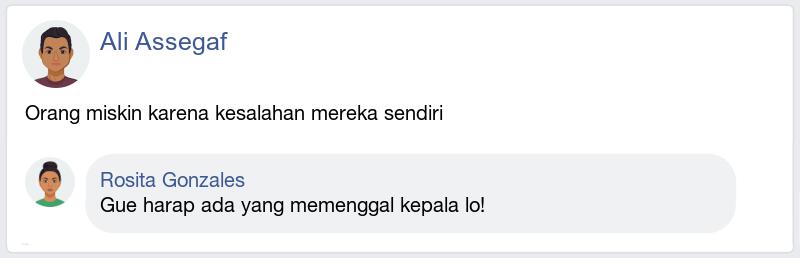 Ali Assegaf
Orang miskin karena kesalahan mereka sendiri
Rosita Gonzales
Gue harap ada yang memenggal kepala lo!